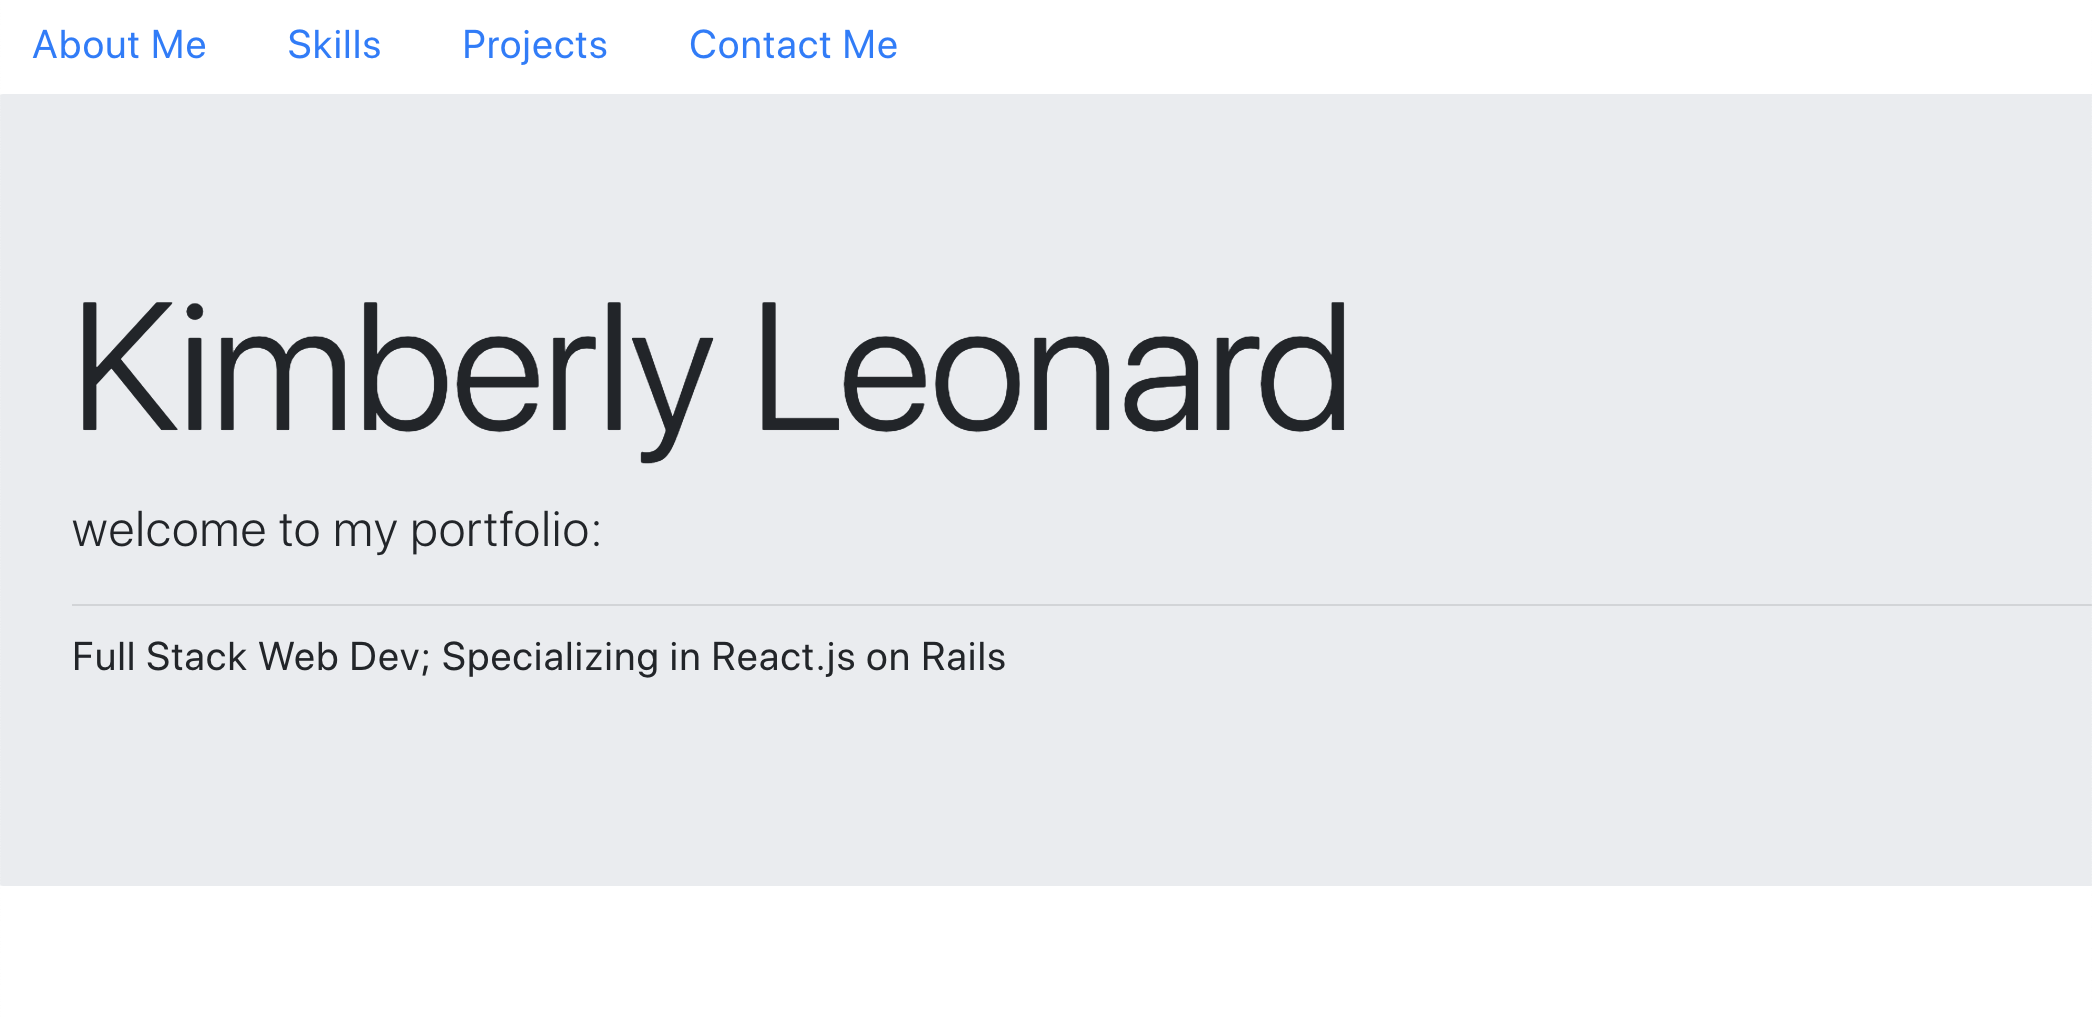 About Me Skills Projects Contact Me
Kimberly Leonard
welcome to my portfolio:
Full Stack Web Dev; Specializing in React.js on Rails